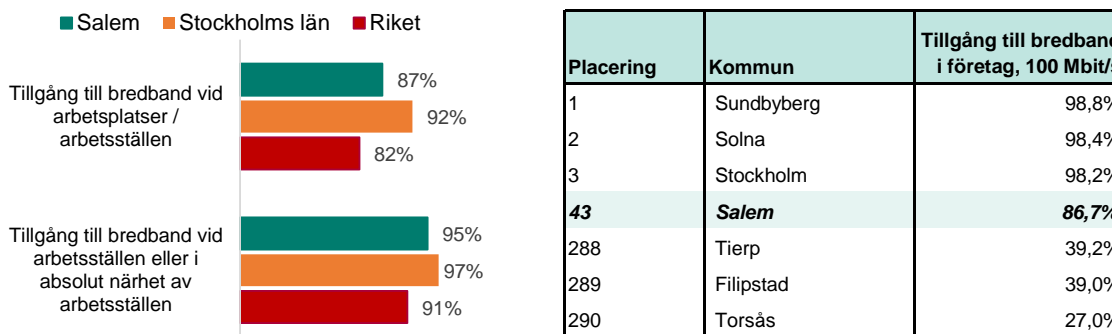 Salem Stockholms län Riket
Tillgång till bredband vid
arbetsplatser /
arbetsställen
87%
92%
82%
Tillgång till bredband vid
arbetsställen eller i
absolut närhet av
arbetsställen
95%
97%
91%
Tillgång till bredband
i företag, 100 Mbit/s
Placering Kommun
1 Sundbyberg 98,8%
2 Solna 98,4%
3 Stockholm 98,2%
43 Salem 86,7%
288 Tierp 39,2%
289 Filipstad 39,0%
290 Torsås 27,0%